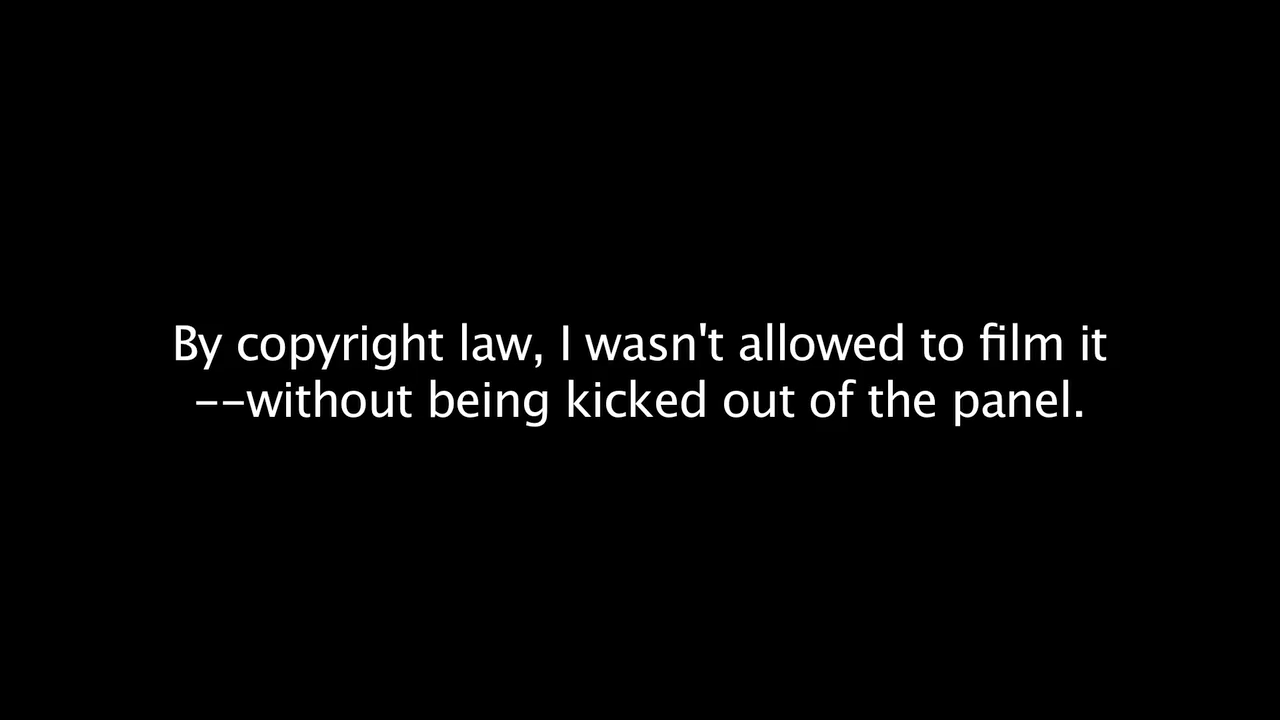 By copyright law, I wasn't allowed to film it
--without being kicked out of the panel.